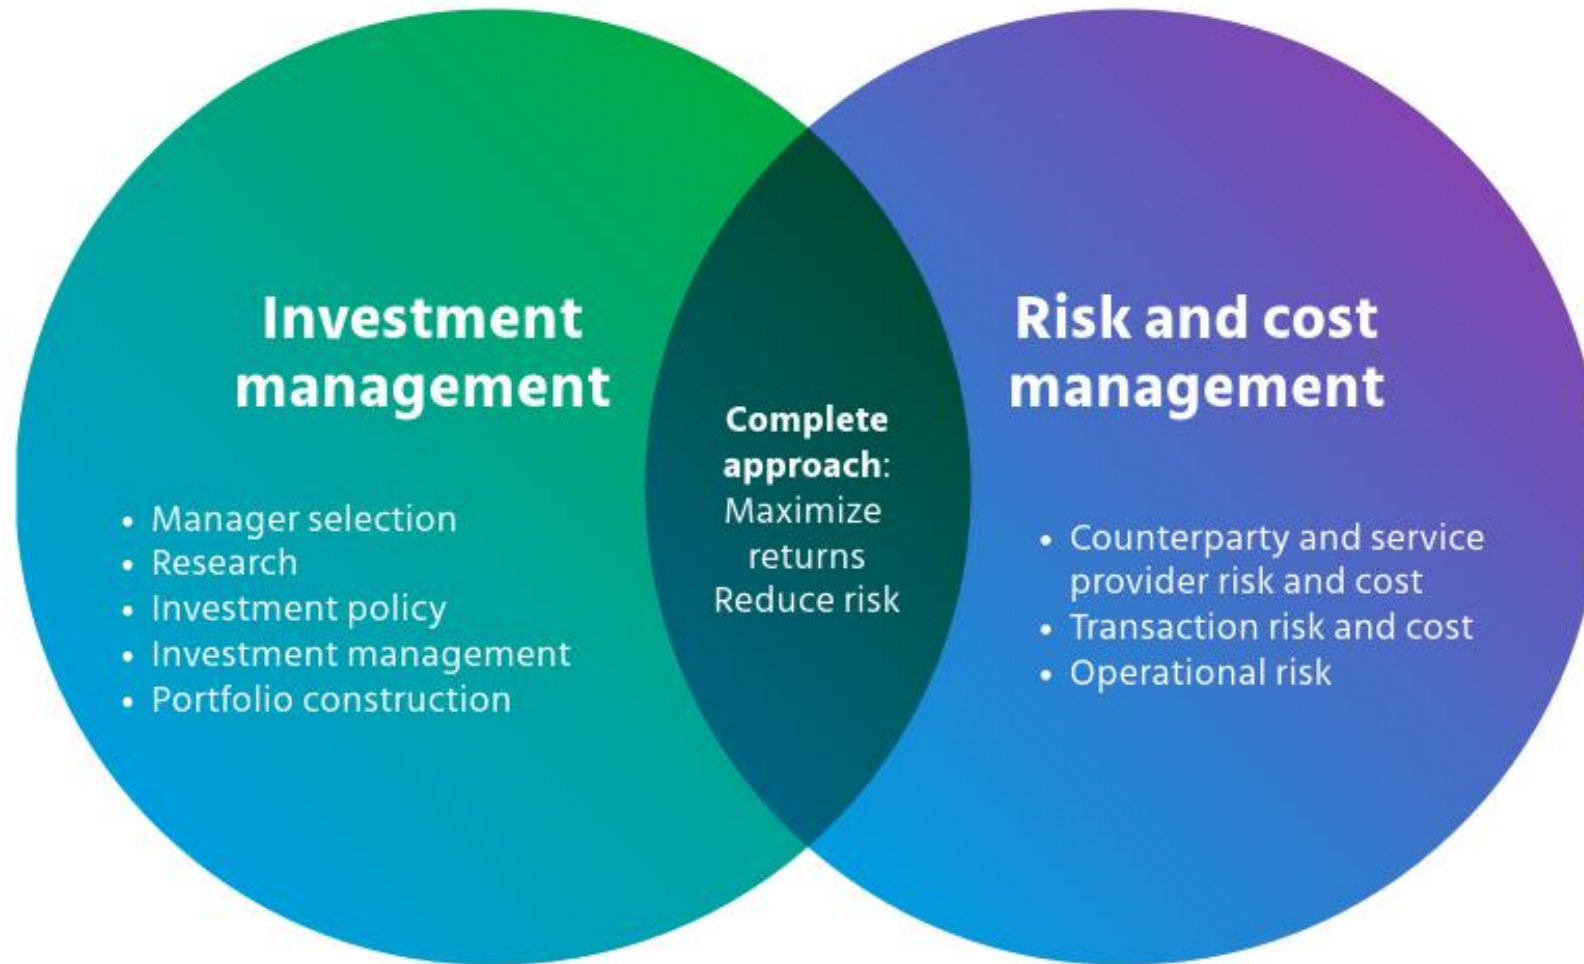 Investment
management
• Manager selection
• Research
• Investment policy
• Investment management
• Portfolio construction
Complete
approach:
Maximize
returns
Reduce risk
Risk and cost
management
• Counterparty and service
provider risk and cost
• Transaction risk and cost
• Operational risk